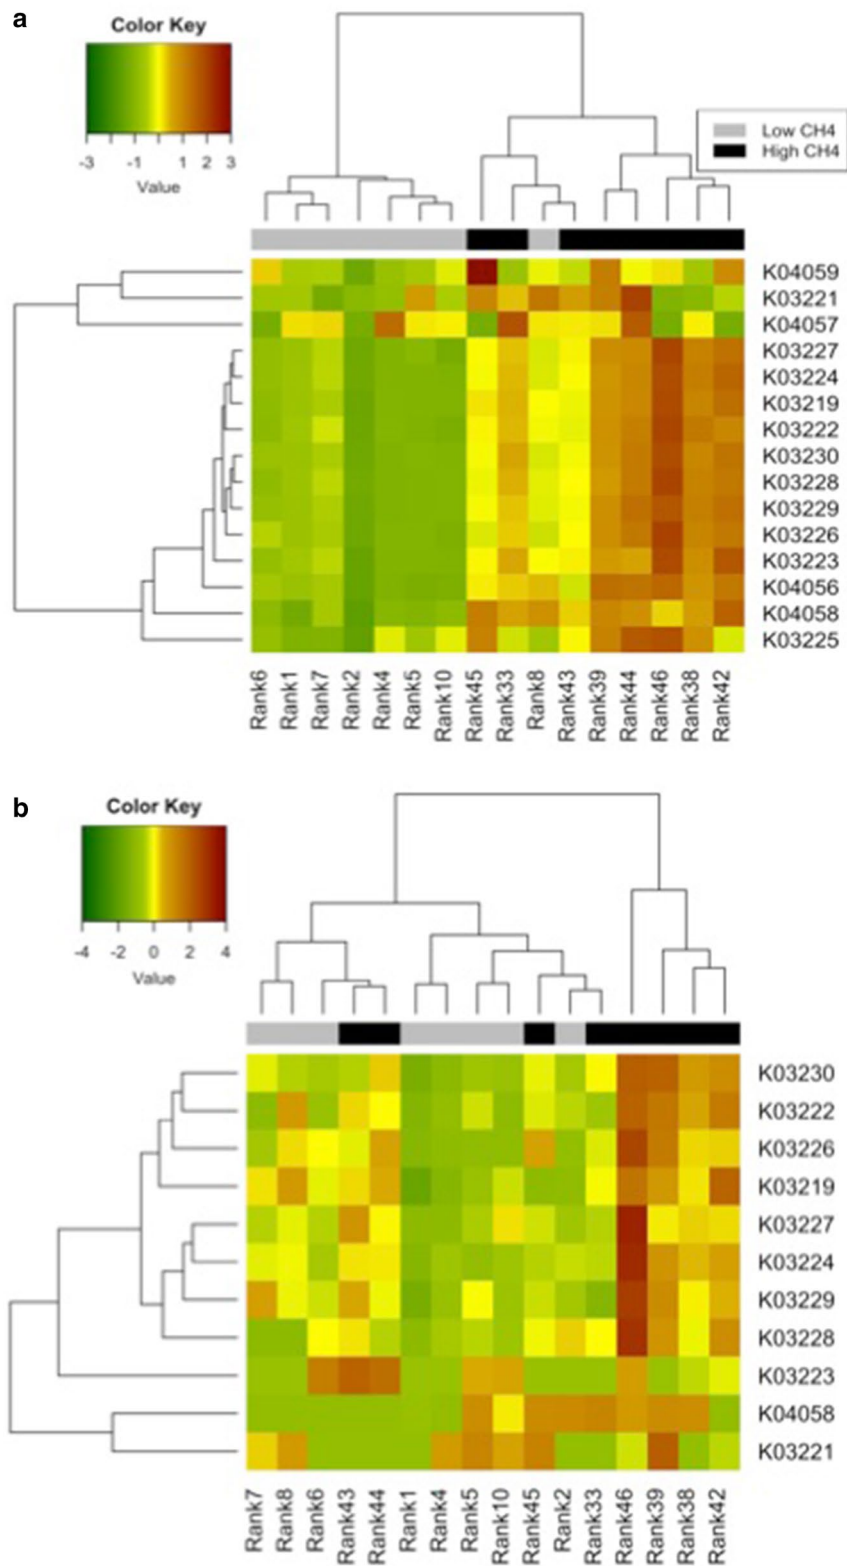 a
Color Key
-3 -1 1 2 3
Value
Low CH4
High CH4
K04059
K03221
K04057
K03227
K03224
K03219
K03222
K03230
K03228
K03229
K03226
K03223
K04056
K04058
K03225
Rank6 Rank1 Rank7 Rank2 Rank4 Rank5 Rank10 Rank45 Rank33 Rank8 Rank43 Rank39 Rank44 Rank46 Rank38 Rank42
b
Color Key
-4 -2 0 2 4
Value
K03230
K03222
K03226
K03219
K03227
K03224
K03229
K03228
K03223
K04058
K03221
Rank7 Rank8 Rank6 Rank43 Rank44 Rank1 Rank4 Rank5 Rank10 Rank45 Rank2 Rank33 Rank46 Rank39 Rank38 Rank42